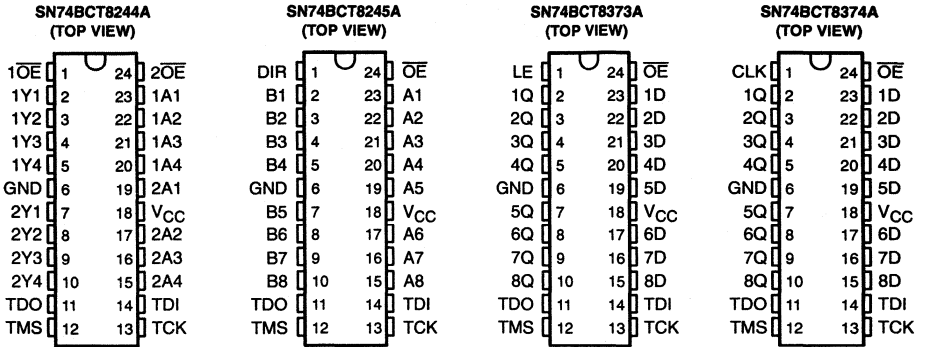 SN74BCT8244A SN74BCT8245A SN74BCT8373A SN74BCT8374A
(TOP VIEW) (TOP VIEW) (TOP VIEW) (TOP VIEW)
1O̅E̅ 1 24 2O̅E̅ DIR 1 24 O̅E̅ LE 1 24 O̅E̅ CLK 1 24 O̅E̅
1Y1 2 23 1A1 B1 2 23 A1 1Q 2 23 1D 1Q 2 23 1D
1Y2 3 22 1A2 B2 3 22 A2 2Q 3 22 2D 2Q 3 22 2D
1Y3 4 21 1A3 B3 4 21 A3 3Q 4 21 3D 3Q 4 21 3D
1Y4 5 20 1A4 B4 5 20 A4 4Q 5 20 4D 4Q 5 20 4D
GND 6 19 2A1 GND 6 19 A5 GND 6 19 5D GND 6 19 5D
2Y1 7 18 VCC B5 7 18 VCC 5Q 7 18 VCC 5Q 7 18 VCC
2Y2 8 17 2A2 B6 8 17 A6 6Q 8 17 6D 6Q 8 17 6D
2Y3 9 16 2A3 B7 9 16 A7 7Q 9 16 7D 7Q 9 16 7D
2Y4 10 15 2A4 B8 10 15 A8 8Q 10 15 8D 8Q 10 15 8D
TDO 11 14 TDI TDO 11 14 TDI TDO 11 14 TDI TDO 11 14 TDI
TMS 12 13 TCK TMS 12 13 TCK TMS 12 13 TCK TMS 12 13 TCK